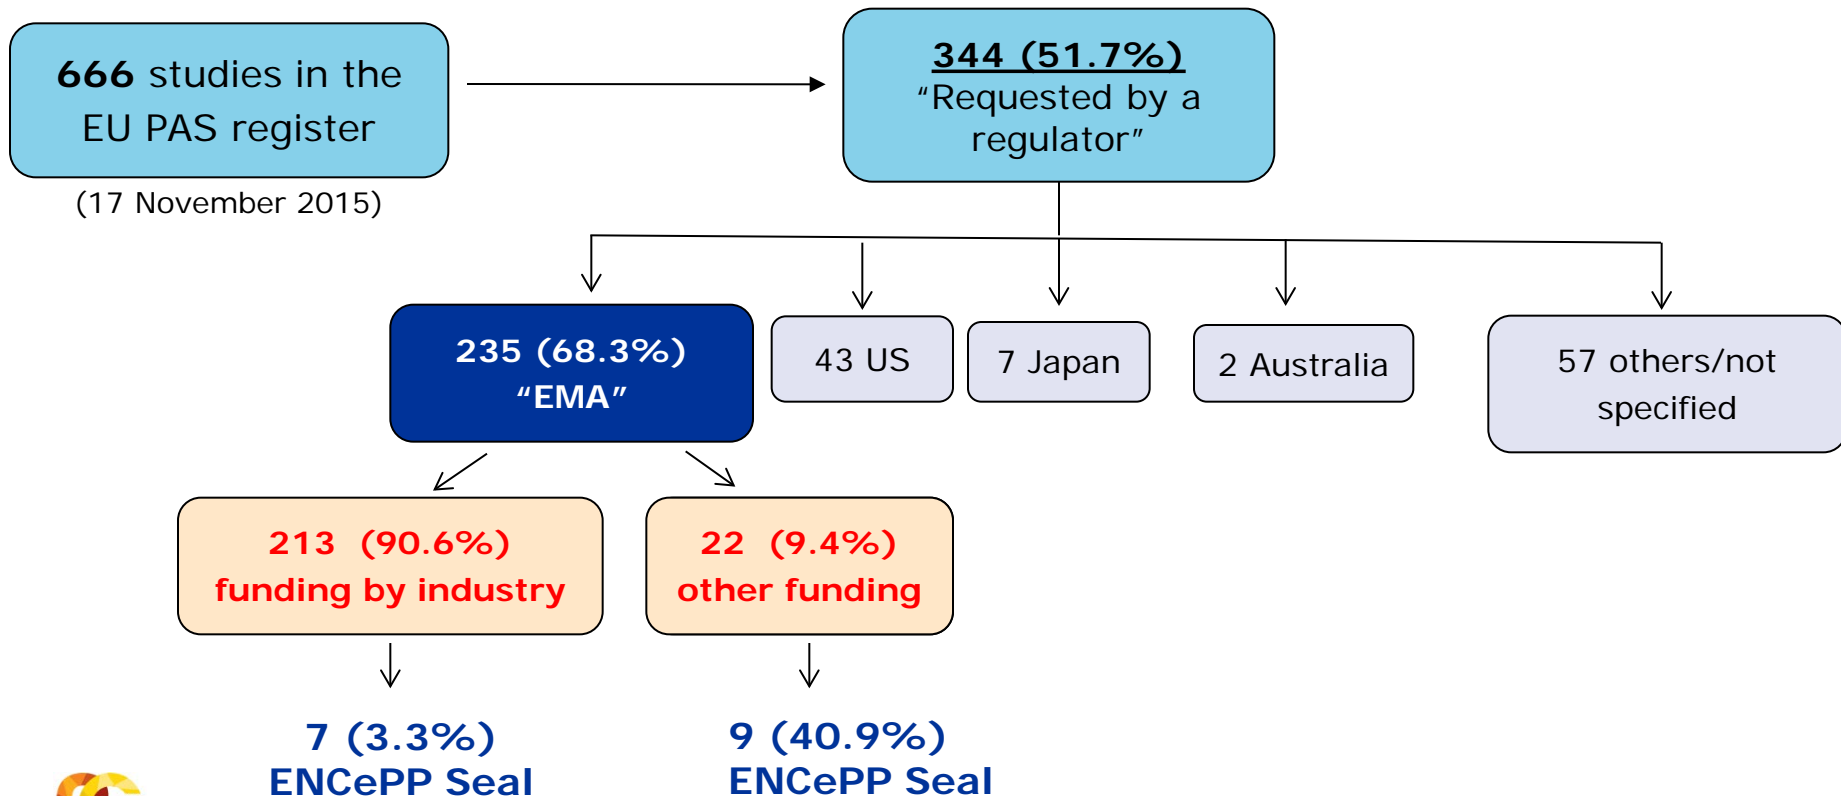 666 studies in the
EU PAS register
(17 November 2015)
344 (51.7%)
"Requested by a
regulator"
235 (68.3%)
"EMA"
43 US
7 Japan
2 Australia
57 others/not
specified
213 (90.6%)
funding by industry
22 (9.4%)
other funding
7 (3.3%)
ENCePP Seal
9 (40.9%)
ENCePP Seal